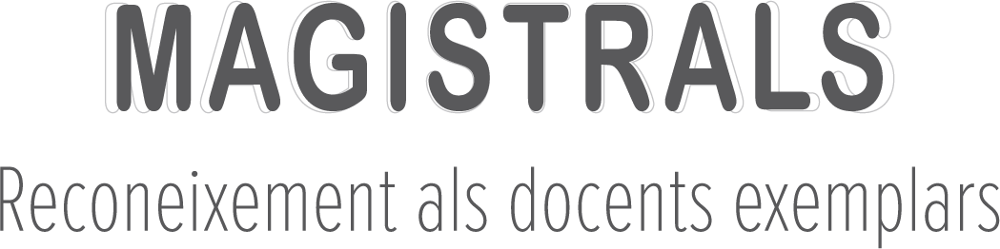 MAGISTRALS
Reconeixement als docents exemplars